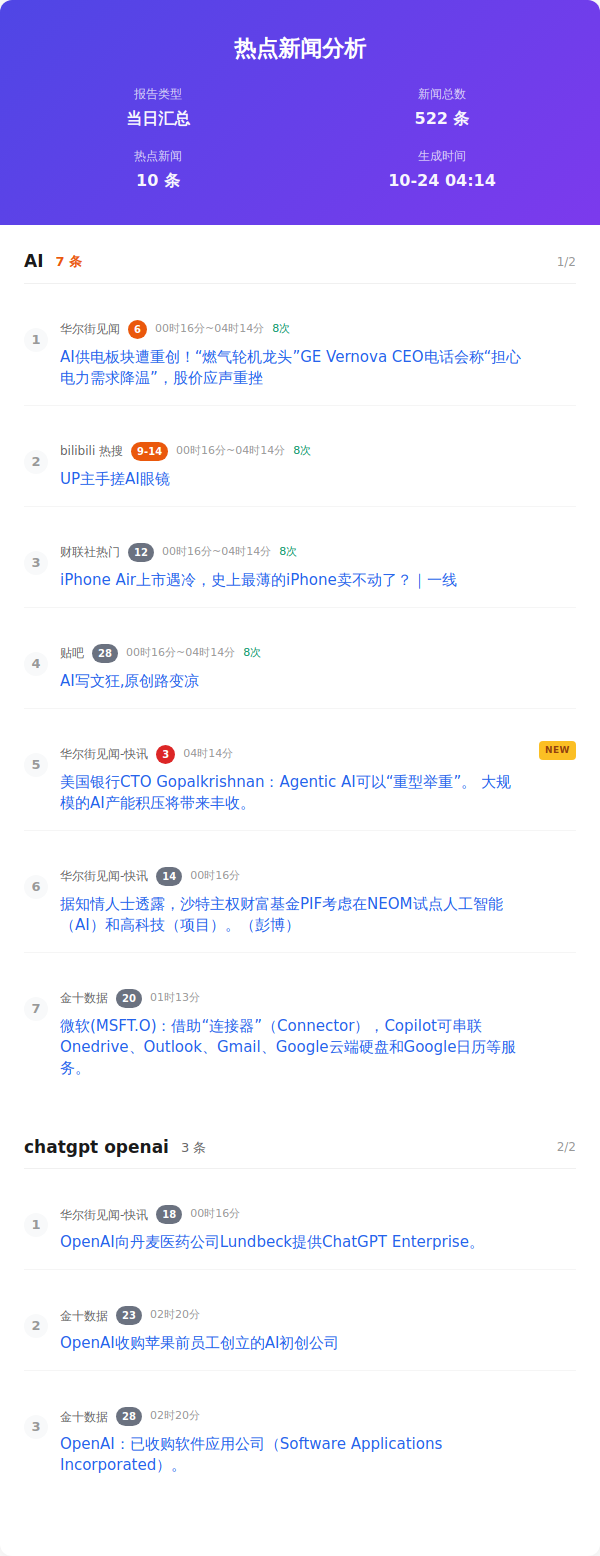 热点新闻分析
报告类型
当日汇总
新闻总数
522 条
热点新闻
10 条
生成时间
10-24 04:14
AI 7 条 1/2
1 华尔街见闻 6 00时16分~04时14分 8次
AI供电板块遭重创！“燃气轮机龙头”GE Vernova CEO电话会称“担心
电力需求降温”，股价应声重挫
2 bilibili 热搜 9-14 00时16分~04时14分 8次
UP主手搓AI眼镜
3 财联社热门 12 00时16分~04时14分 8次
iPhone Air上市遇冷，史上最薄的iPhone卖不动了？｜一线
4 贴吧 28 00时16分~04时14分 8次
AI写文狂,原创路变凉
5 华尔街见闻-快讯 3 04时14分 NEW
美国银行CTO Gopalkrishnan：Agentic AI可以“重型举重”。 大规
模的AI产能积压将带来丰收。
6 华尔街见闻-快讯 14 00时16分
据知情人士透露，沙特主权财富基金PIF考虑在NEOM试点人工智能
（AI）和高科技（项目）。（彭博）
7 金十数据 20 01时13分
微软(MSFT.O)：借助“连接器”（Connector），Copilot可串联
Onedrive、Outlook、Gmail、Google云端硬盘和Google日历等服
务。
chatgpt openai 3 条 2/2
1 华尔街见闻-快讯 18 00时16分
OpenAI向丹麦医药公司Lundbeck提供ChatGPT Enterprise。
2 金十数据 23 02时20分
OpenAI收购苹果前员工创立的AI初创公司
3 金十数据 28 02时20分
OpenAI：已收购软件应用公司（Software Applications
Incorporated）。